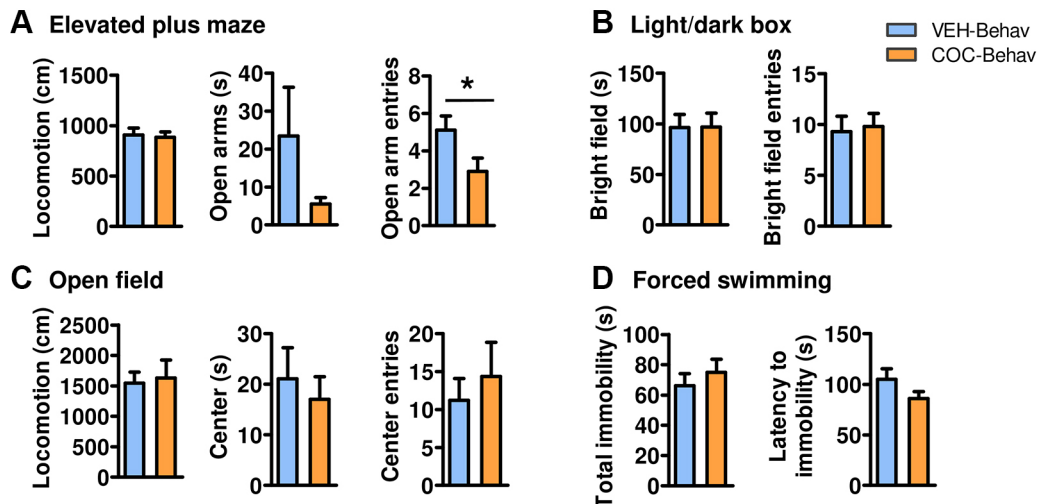 A Elevated plus maze
Locomotion (cm)
1500
1000
500
0
Open arms (s)
40
30
20
10
0
Open arm entries
8
6
4
2
0
*
B Light/dark box
VEH-Behav
COC-Behav
Bright field (s)
150
100
50
0
Bright field entries
15
10
5
0
C Open field
Locomotion (cm)
2500
2000
1500
1000
500
0
Center (s)
30
20
10
0
Center entries
20
15
10
5
0
D Forced swimming
Total immobility (s)
100
80
60
40
20
0
Latency to
immobility (s)
150
100
50
0